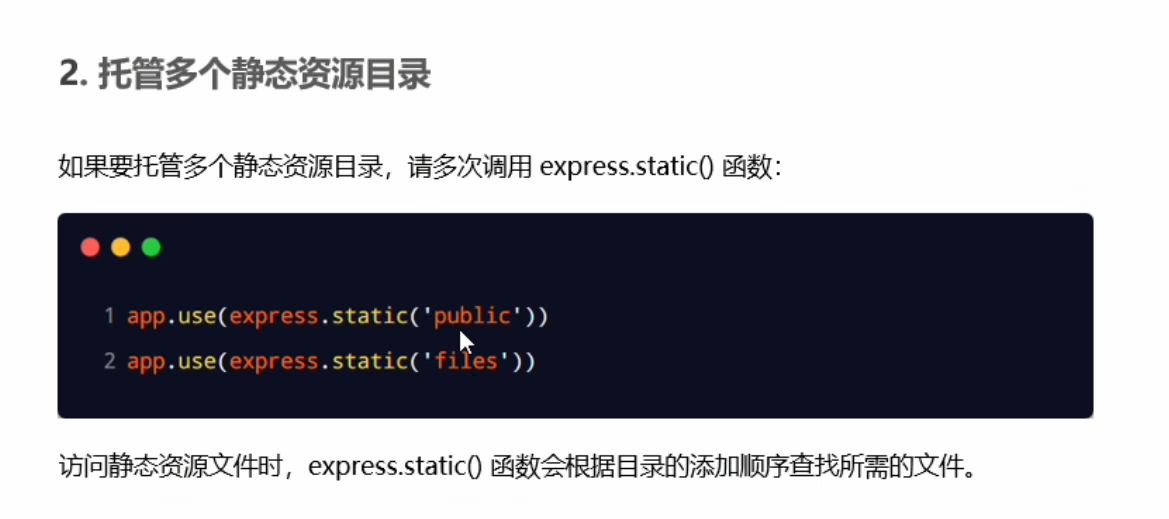 2. 托管多个静态资源目录
如果要托管多个静态资源目录，请多次调用 express.static() 函数：
1 app.use(express.static('public'))
2 app.use(express.static('files'))
访问静态资源文件时，express.static() 函数会根据目录的添加顺序查找所需的文件。